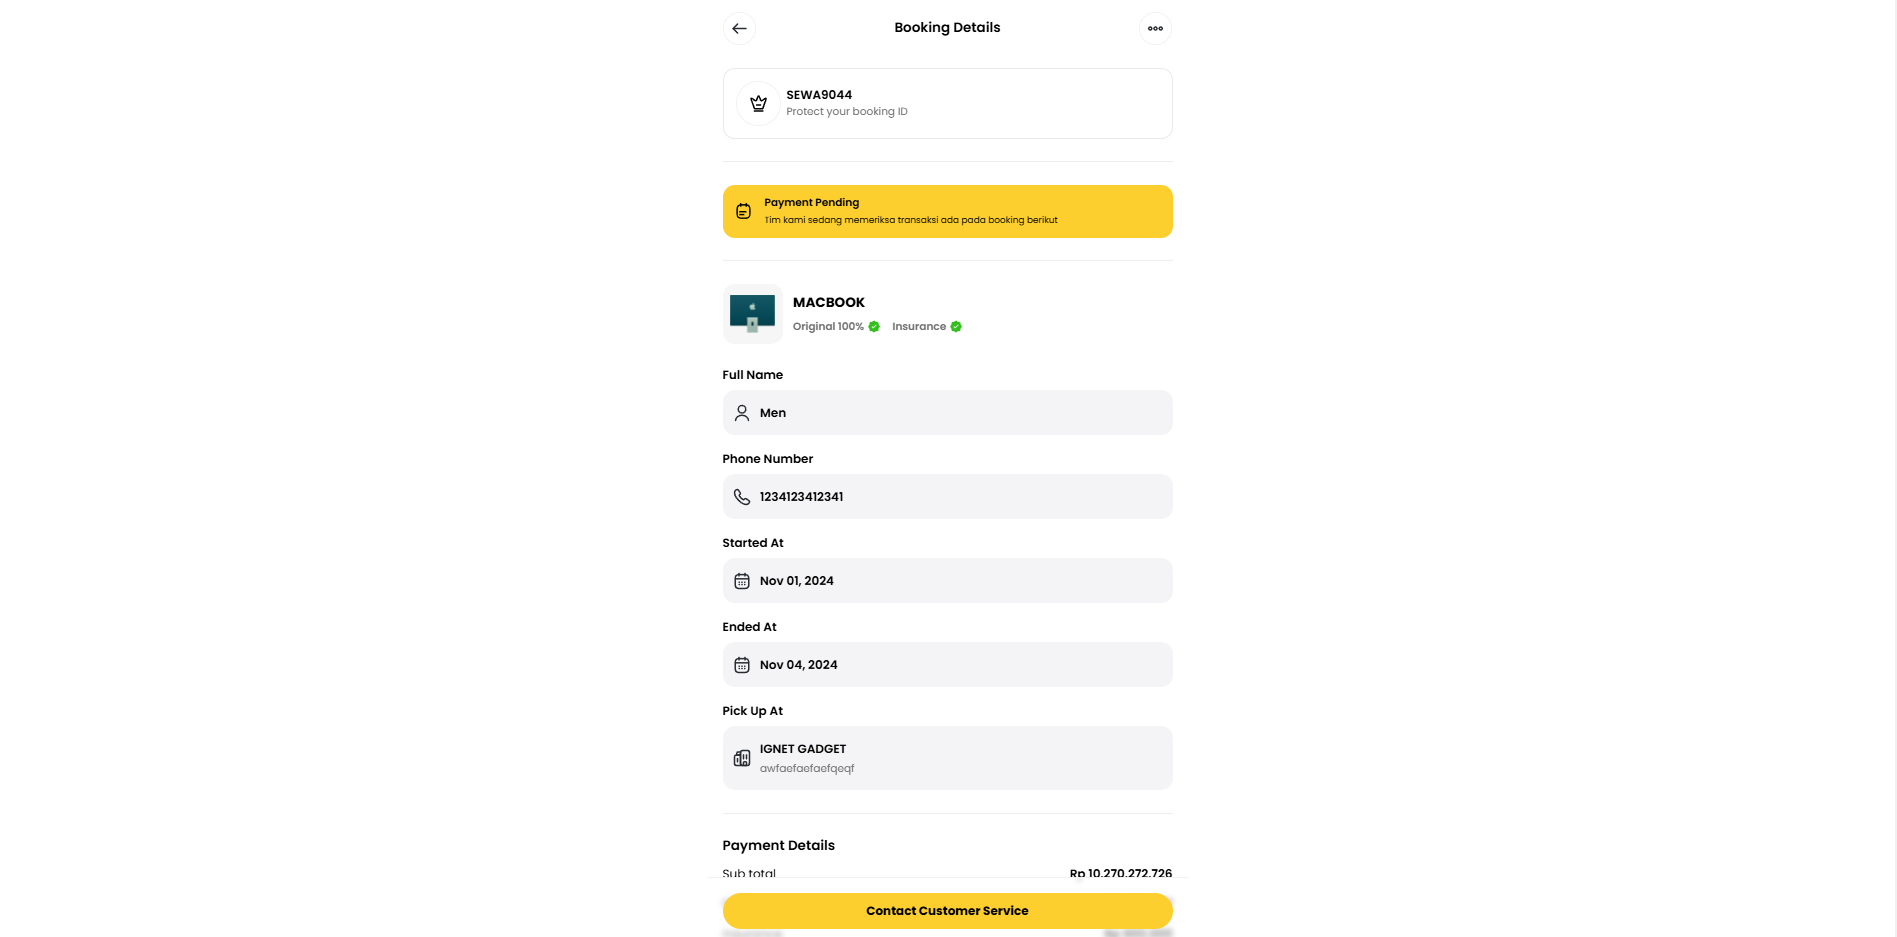 Booking Details
SEWA9044
Protect your booking ID
Payment Pending
Tim kami sedang memeriksa transaksi ada pada booking berikut
MACBOOK
Original 100% Insurance
Full Name
Men
Phone Number
1234123412341
Started At
Nov 01, 2024
Ended At
Nov 04, 2024
Pick Up At
IGNET GADGET
awfaefaefaefqeqf
Payment Details
Sub total Rp 10.270.272.726
Contact Customer Service